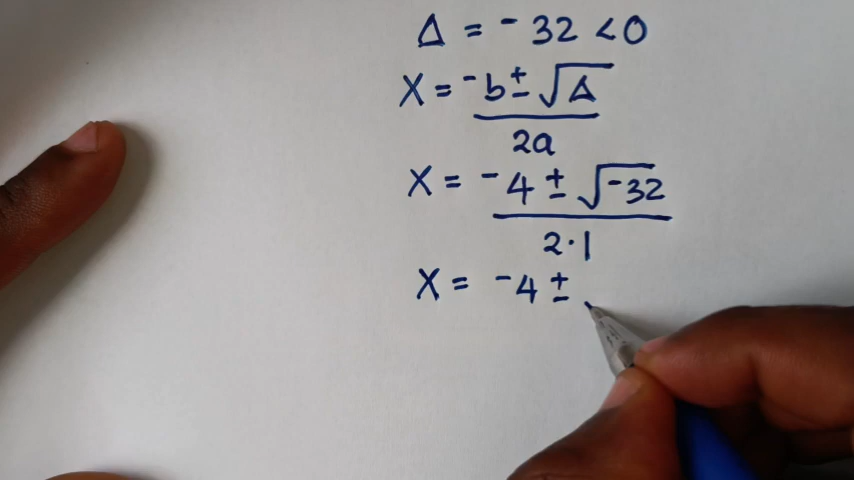 Δ = -32 < 0
X = -b ± √Δ / 2a
X = -4 ± √-32 / 2·1
X = -4 ±